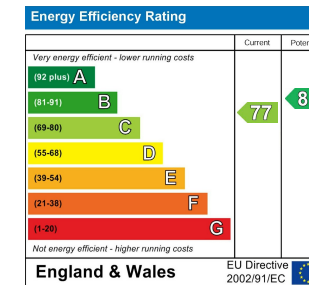 Energy Efficiency Rating
Current Poten
Very energy efficient - lower running costs
(92 plus) A
(81-91) B
(69-80) C
(55-68) D
(39-54) E
(21-38) F
(1-20) G
77
8
Not energy efficient - higher running costs
England & Wales
EU Directive
2002/91/EC